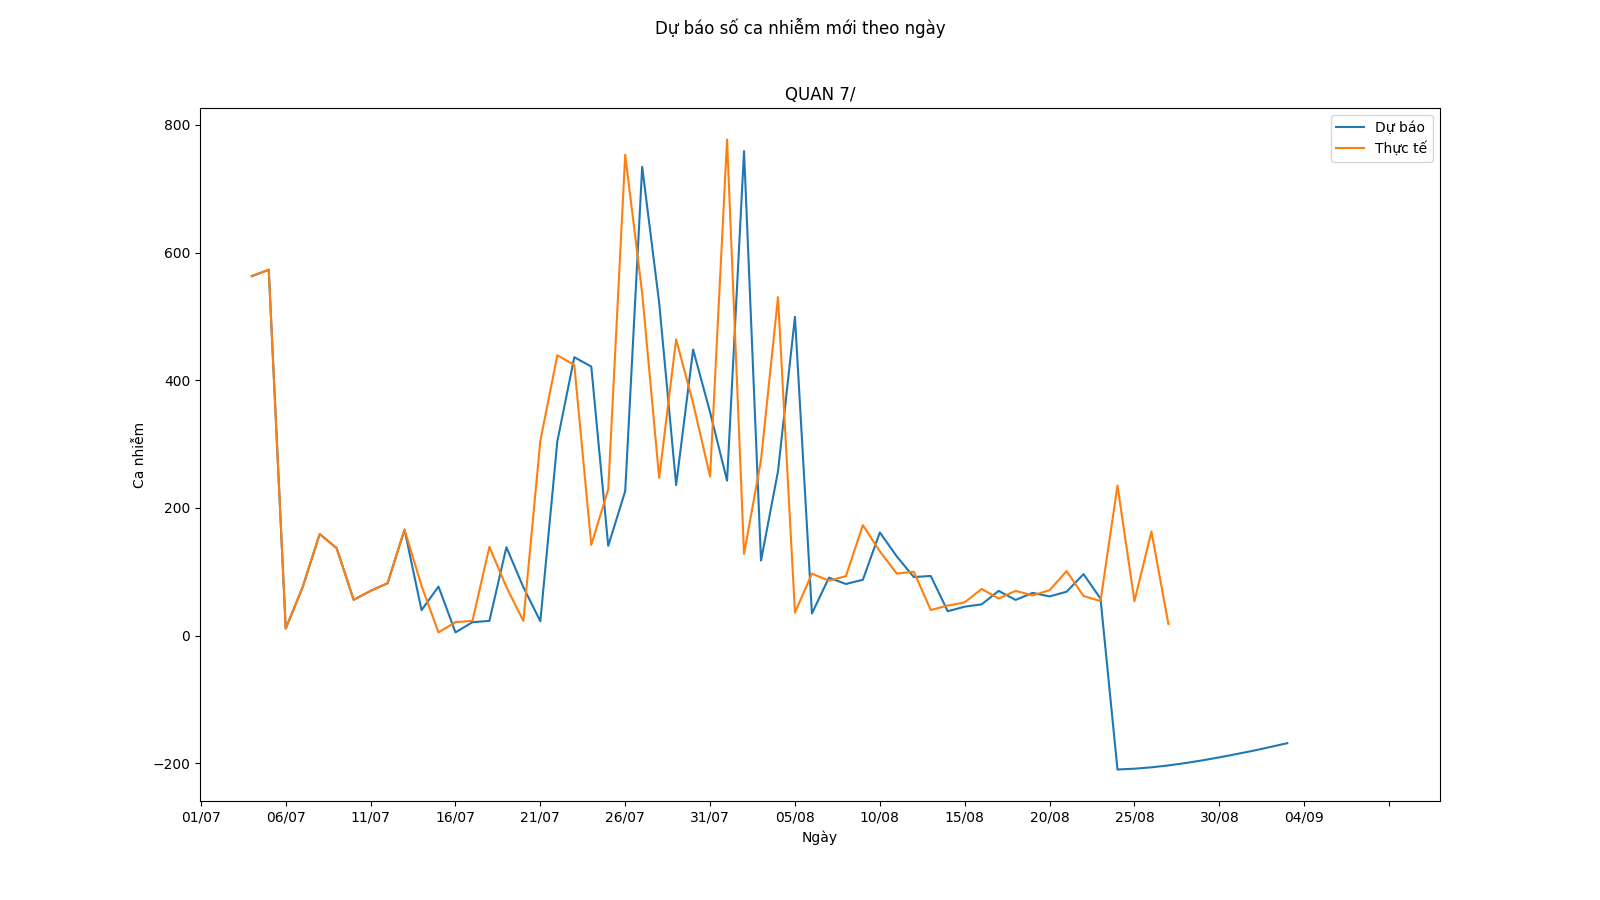 Dự báo số ca nhiễm mới theo ngày
QUAN 7/
Dự báo
Thực tế
800
600
400
200
0
−200
Ca nhiễm
01/07 06/07 11/07 16/07 21/07 26/07 31/07 05/08 10/08 15/08 20/08 25/08 30/08 04/09
Ngày